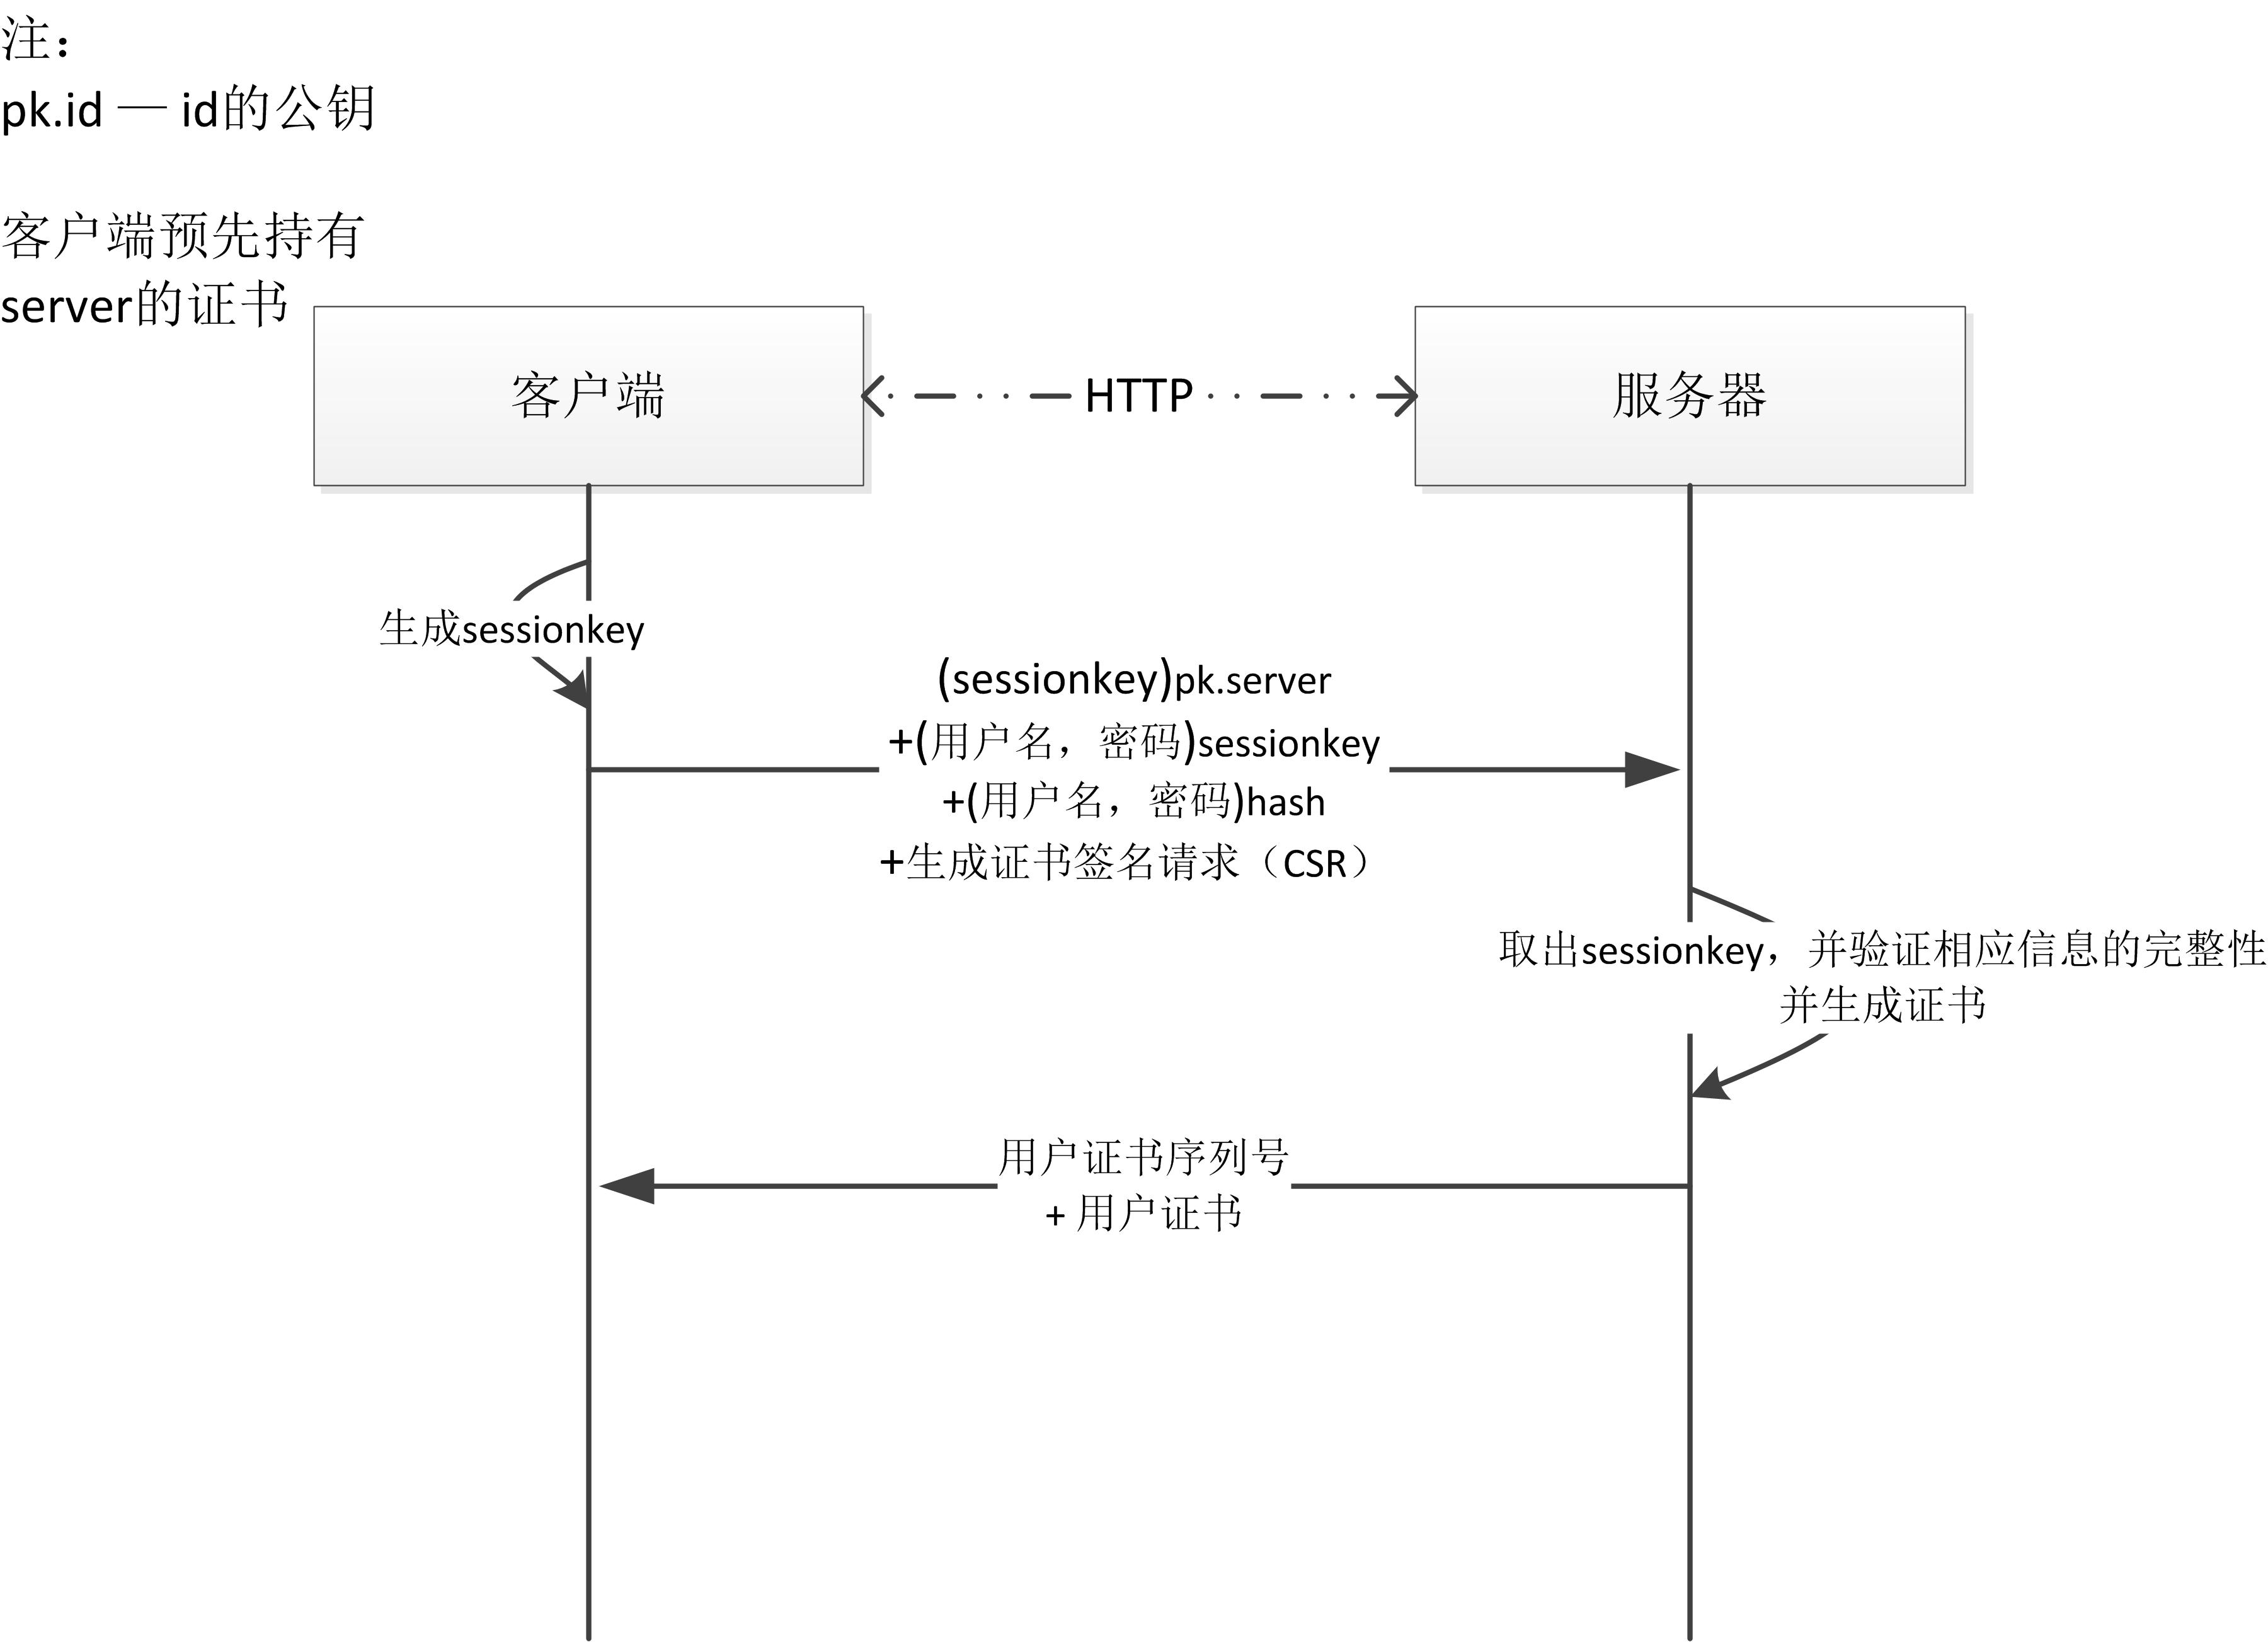 注：
pk.id — id的公钥
客户端预先持有
server的证书
客户端
HTTP
服务器
生成sessionkey
(sessionkey)pk.server
+(用户名，密码)sessionkey
+(用户名，密码)hash
+生成证书签名请求（CSR）
取出sessionkey，并验证相应信息的完整性
并生成证书
用户证书序列号
+ 用户证书